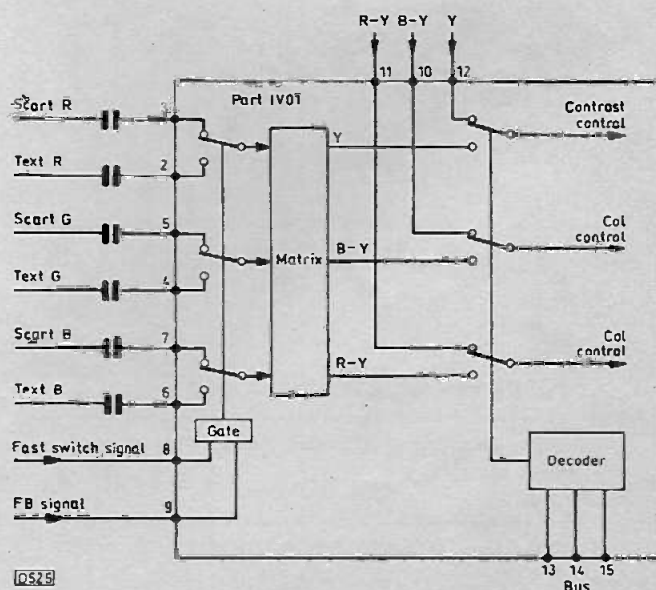 R-Y B-Y Y
11 10 12
Part IV01
Scart R 3
Text R 2
Scart G 5
Text G 4
Scart B 7
Text B 6
Fast switch signal 8
FB signal 9
Gate
Matrix
Y
B-Y
R-Y
Contrast
control
Col
control
Col
control
Decoder
13 14 15
Bus
0525